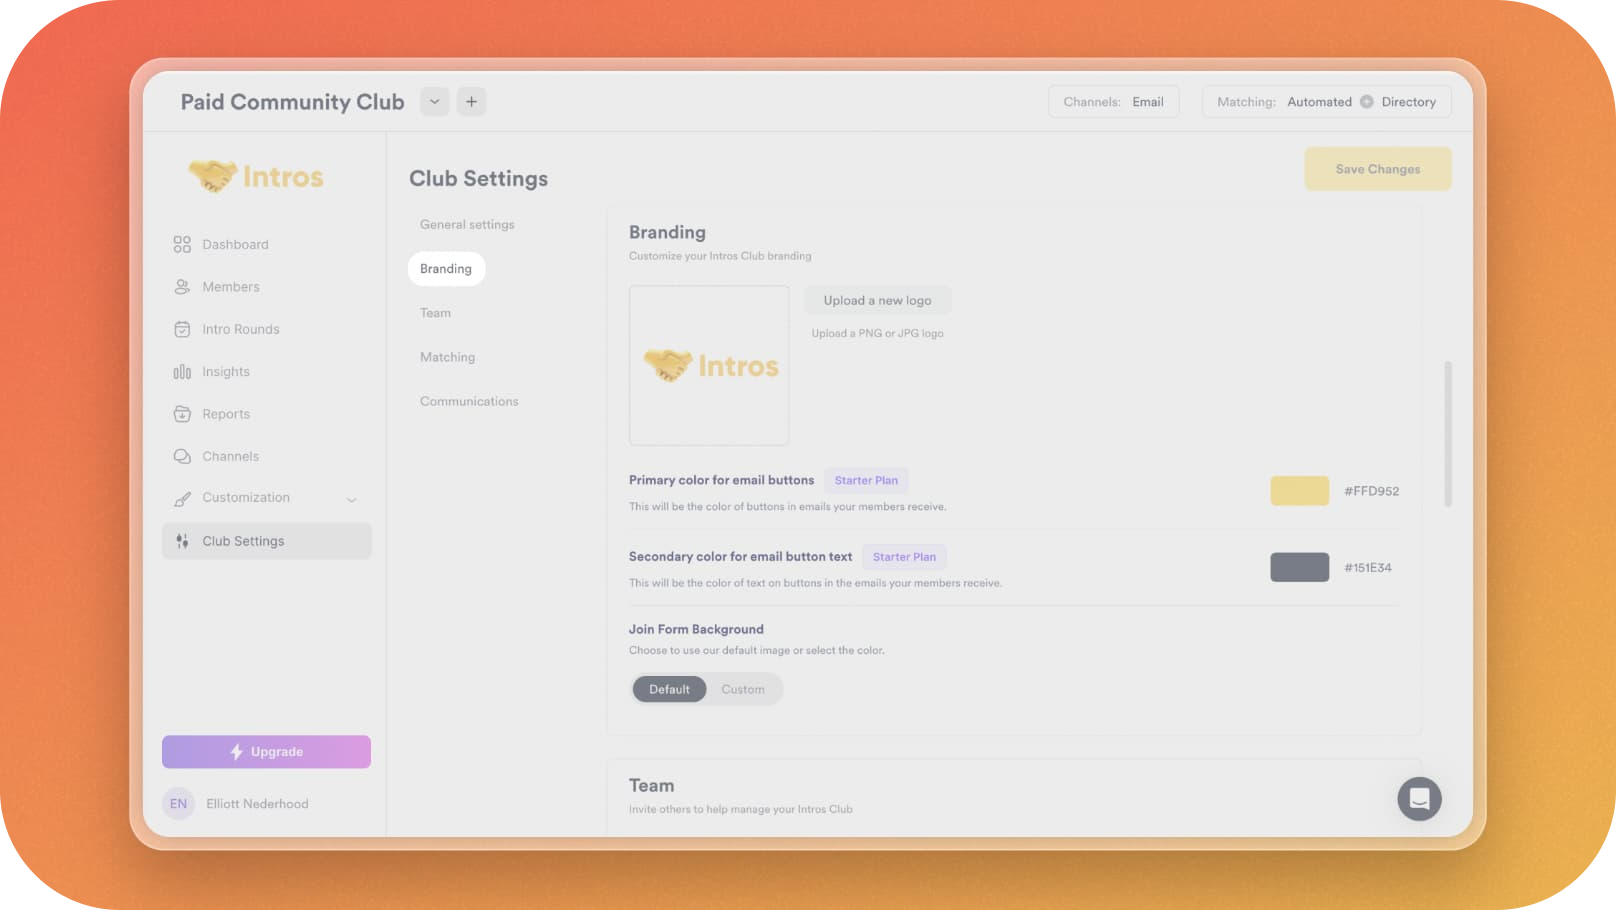 Paid Community Club
Channels: Email
Matching: Automated Directory
Intros
Dashboard
Members
Intro Rounds
Insights
Reports
Channels
Customization
Club Settings
Upgrade
EN Elliott Nederhood
Club Settings
Save Changes
General settings
Branding
Team
Matching
Communications
Branding
Customize your Intros Club branding
Intros
Upload a new logo
Upload a PNG or JPG logo
Primary color for email buttons Starter Plan
This will be the color of buttons in emails your members receive.
#FFD952
Secondary color for email button text Starter Plan
This will be the color of text on buttons in the emails your members receive.
#151E34
Join Form Background
Choose to use our default image or select the color.
Default Custom
Team
Invite others to help manage your Intros Club